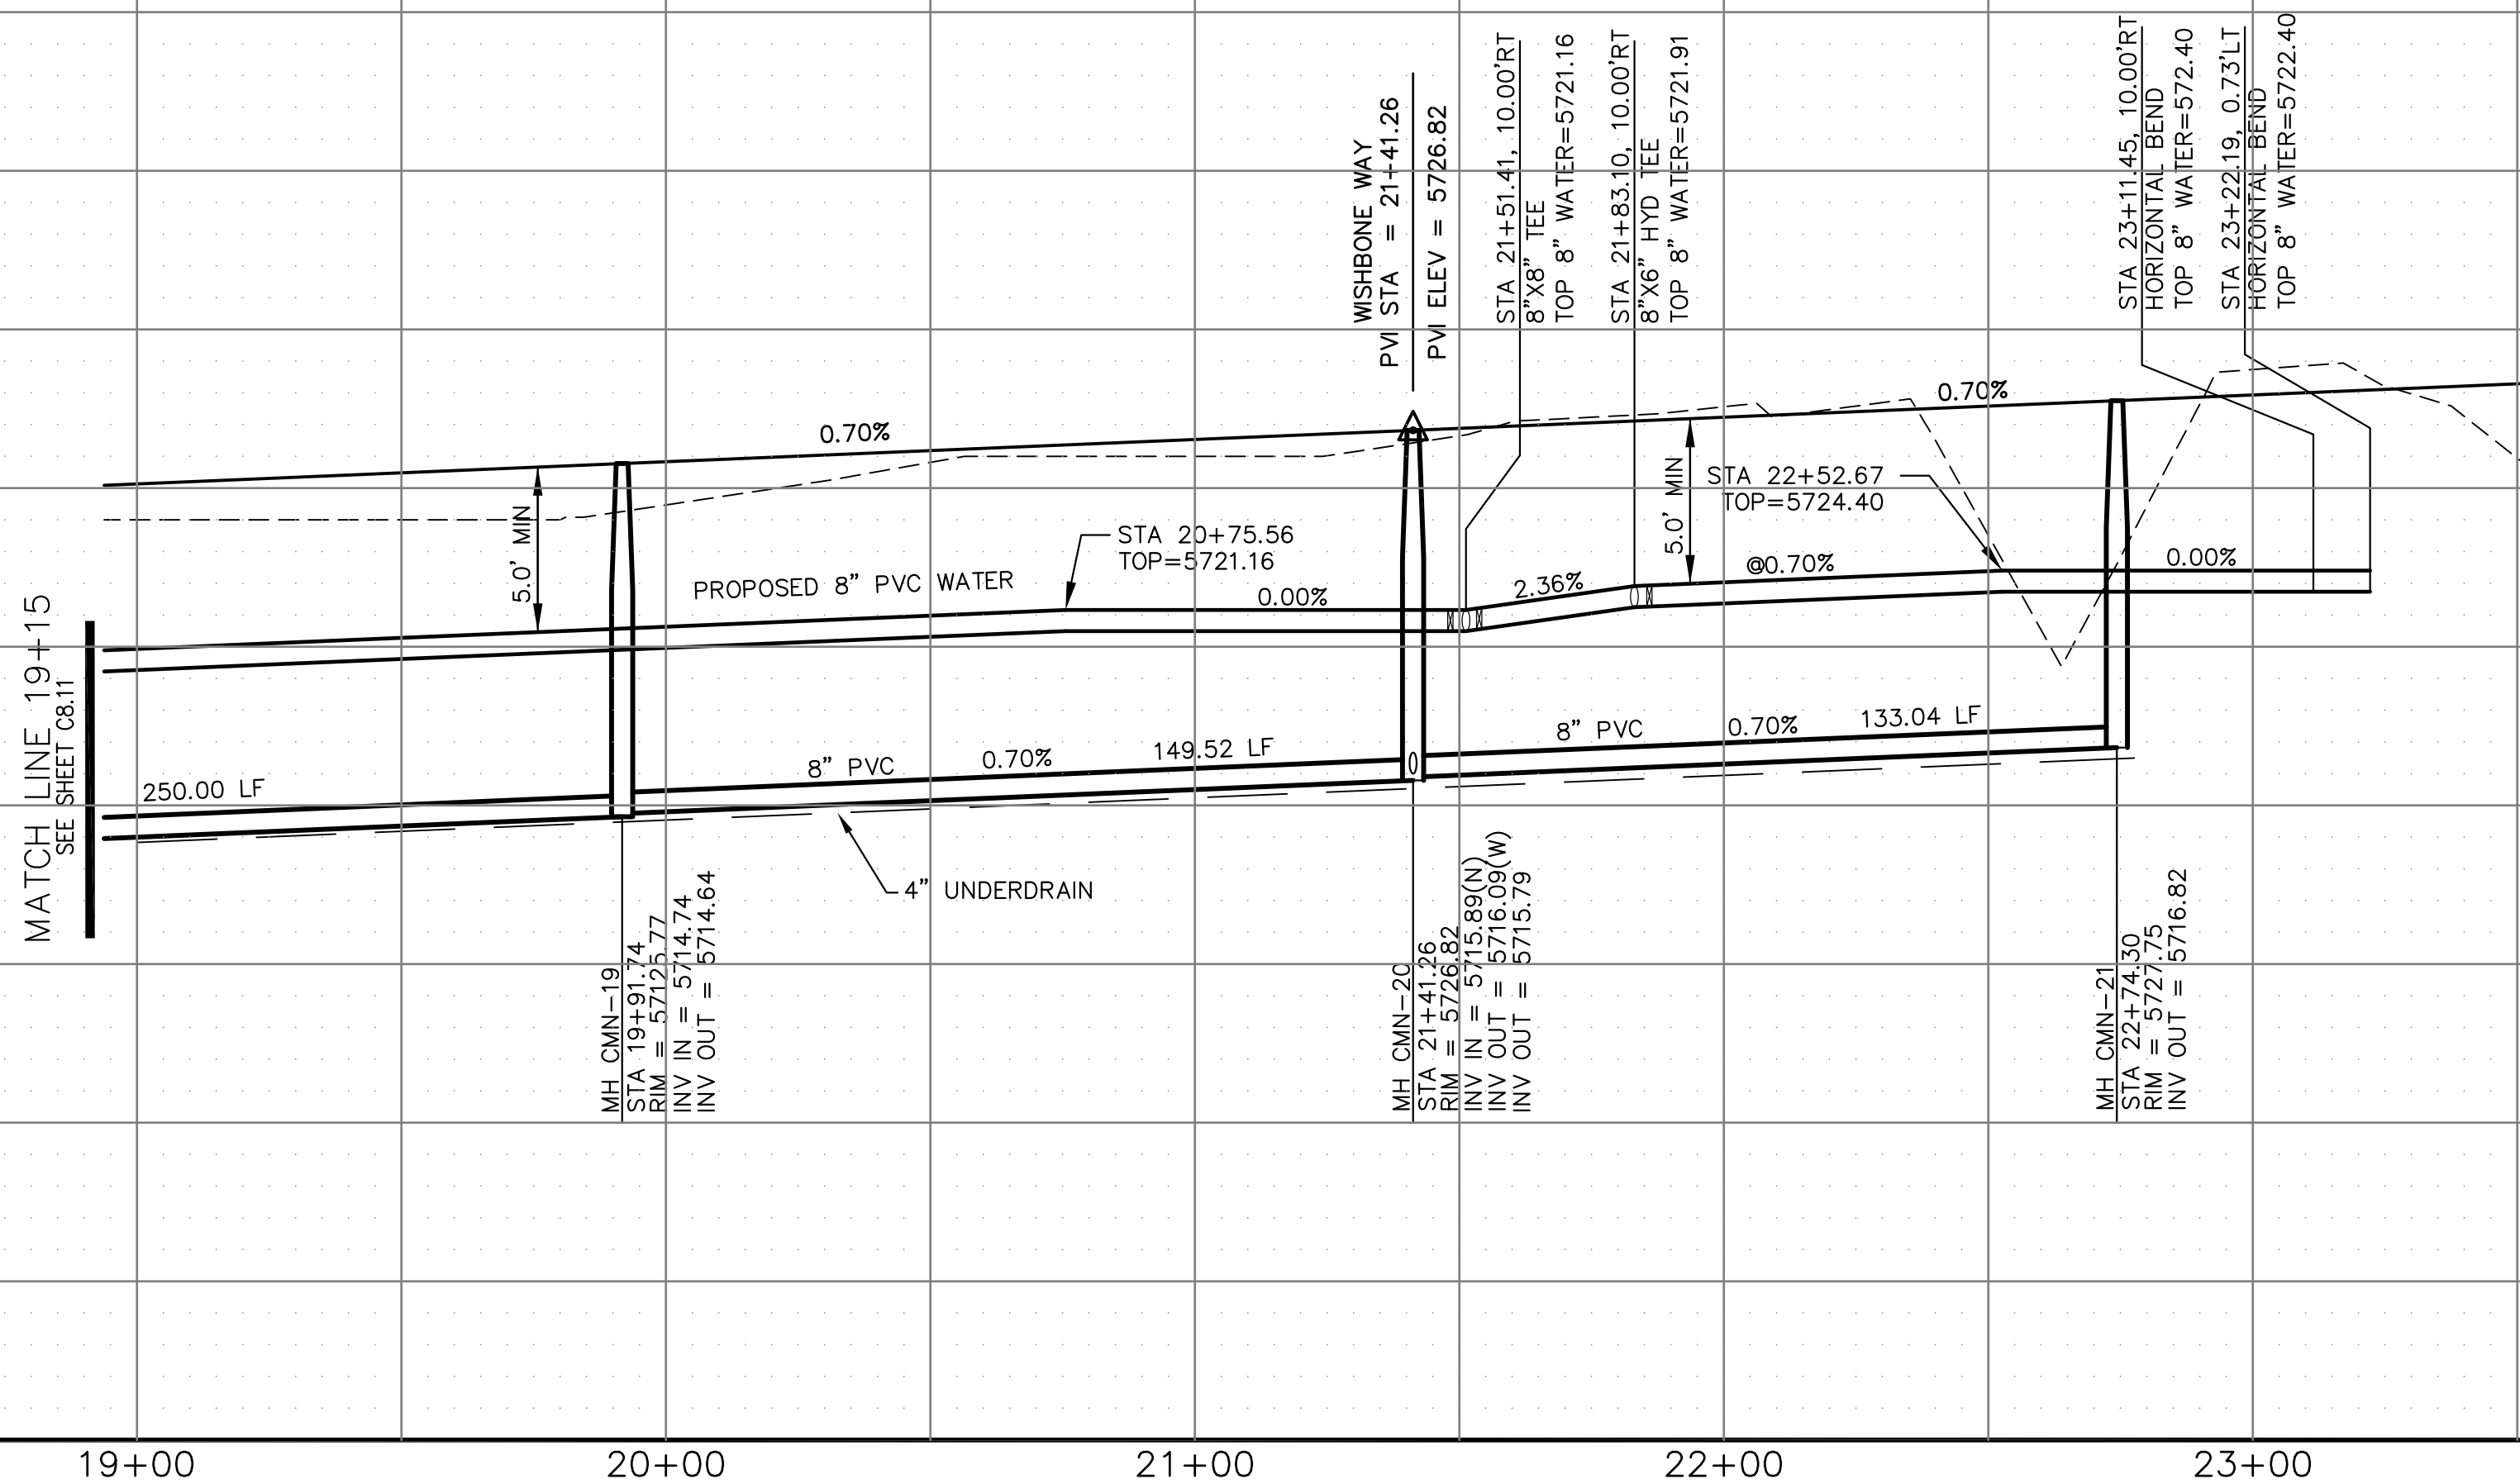 STA 21+51.41, 10.00'RT
8"X8" TEE
TOP 8" WATER=5721.16
STA 21+83.10, 10.00'RT
8"X6" HYD TEE
TOP 8" WATER=5721.91
STA 23+11.45, 10.00'RT
HORIZONTAL BEND
TOP 8" WATER=572.40
STA 23+22.19, 0.73'LT
HORIZONTAL BEND
TOP 8" WATER=5722.40
WISHBONE WAY
PVI STA = 21+41.26
PVI ELEV = 5726.82
0.70%
0.70%
5.0' MIN
5.0' MIN
STA 22+52.67
TOP=5724.40
STA 20+75.56
TOP=5721.16
PROPOSED 8" PVC WATER
0.00%
2.36%
@0.70%
0.00%
MATCH LINE 19+15
SEE SHEET C8.11
250.00 LF
8" PVC
0.70%
149.52 LF
8" PVC
0.70%
133.04 LF
4" UNDERDRAIN
MH CMN-19
STA 19+91.74
RIM = 57125.77
INV IN = 5714.74
INV OUT = 5714.64
MH CMN-20
STA 21+41.26
RIM = 5726.82
INV IN = 5715.89(N)
INV OUT = 5716.09(W)
INV OUT = 5715.79
MH CMN-21
STA 22+74.30
RIM = 5727.75
INV OUT = 5716.82
19+00
20+00
21+00
22+00
23+00